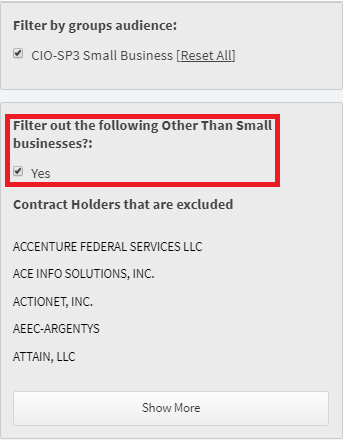 Filter by groups audience:
CIO-SP3 Small Business [Reset All]
Filter out the following Other Than Small
businesses?:
Yes
Contract Holders that are excluded
ACCENTURE FEDERAL SERVICES LLC
ACE INFO SOLUTIONS, INC.
ACTIONET, INC.
AEEC-ARGENTYS
ATTAIN, LLC
Show More